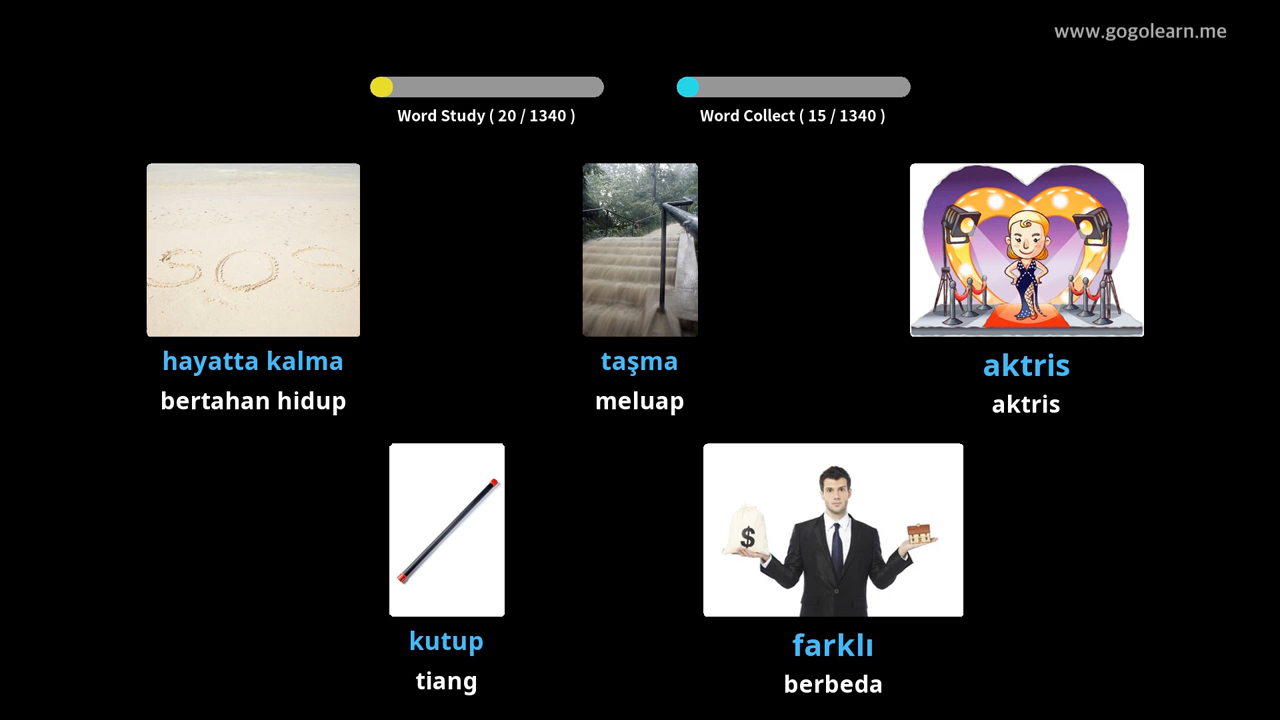 www.gogolearn.me
Word Study ( 20 / 1340 )
Word Collect ( 15 / 1340 )
SOS
hayatta kalma
bertahan hidup
taşma
meluap
aktris
aktris
$
kutup
tiang
farklı
berbeda